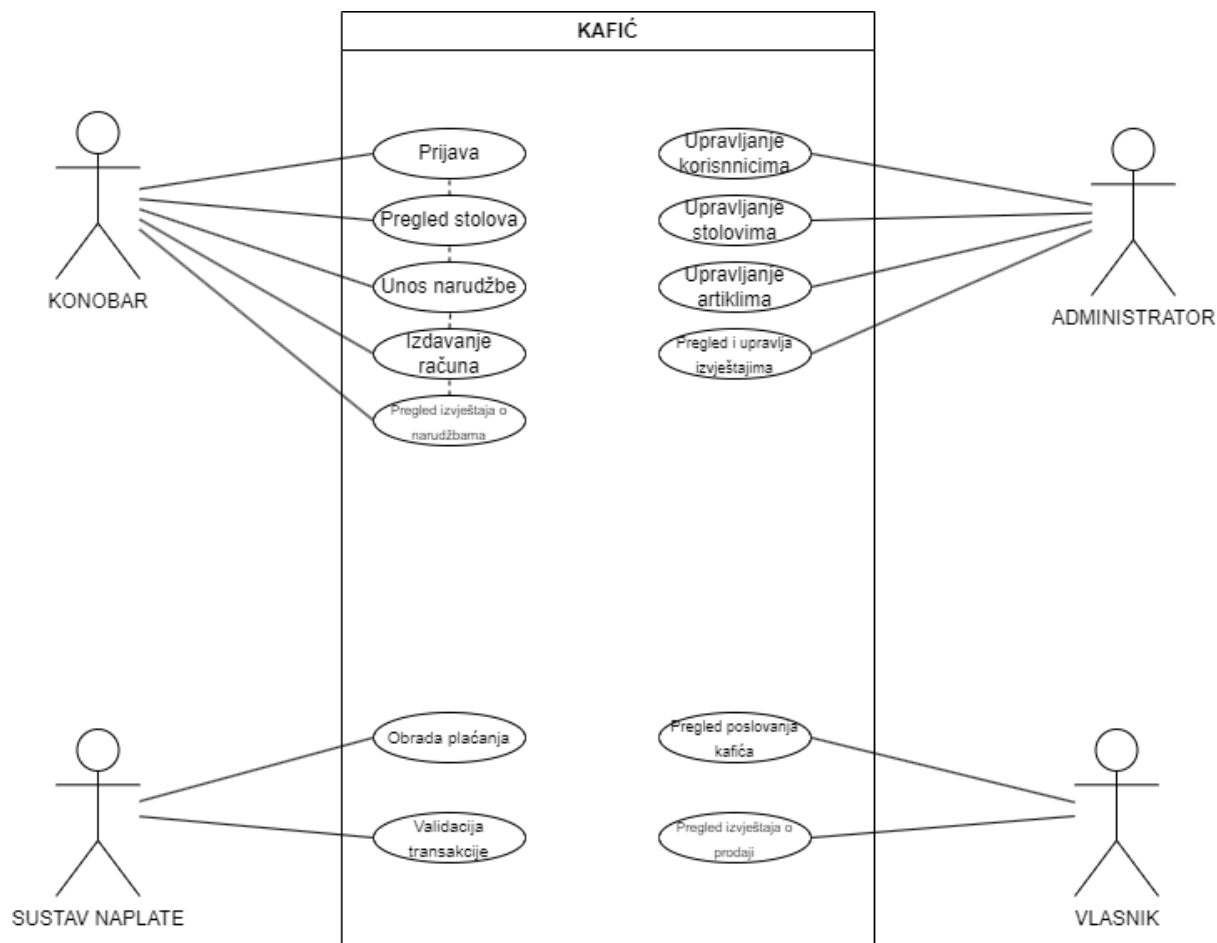 KAFIĆ
Prijava
Pregled stolova
Unos narudžbe
Izdavanje
računa
Pregled izvještaja o
narudžbama
KONOBAR
Upravljanje
korisnnicima
Upravljanje
stolovima
Upravljanje
artiklima
Pregled i upravlja
izvještajima
ADMINISTRATOR
Obrada plaćanja
Validacija
transakcije
SUSTAV NAPLATE
Pregled poslovanja
kafića
Pregled izvještaja o
prodaji
VLASNIK